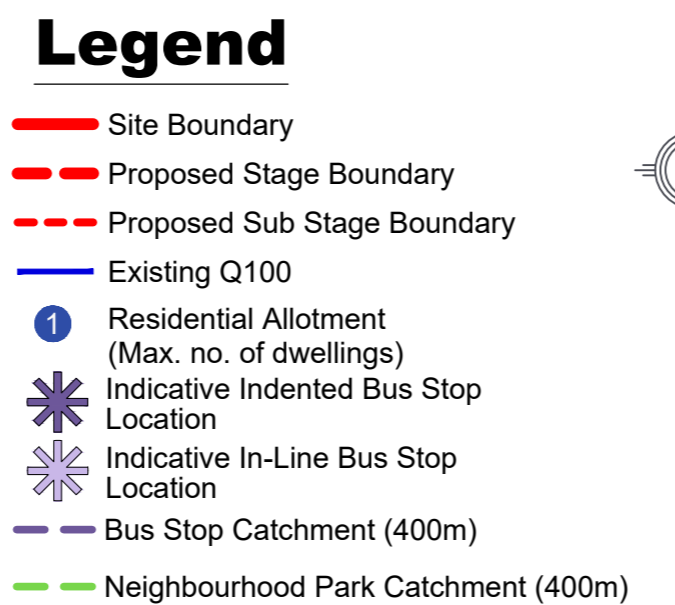 Legend
Site Boundary
Proposed Stage Boundary
Proposed Sub Stage Boundary
Existing Q100
1 Residential Allotment
(Max. no. of dwellings)
Indicative Indented Bus Stop
Location
Indicative In-Line Bus Stop
Location
Bus Stop Catchment (400m)
Neighbourhood Park Catchment (400m)